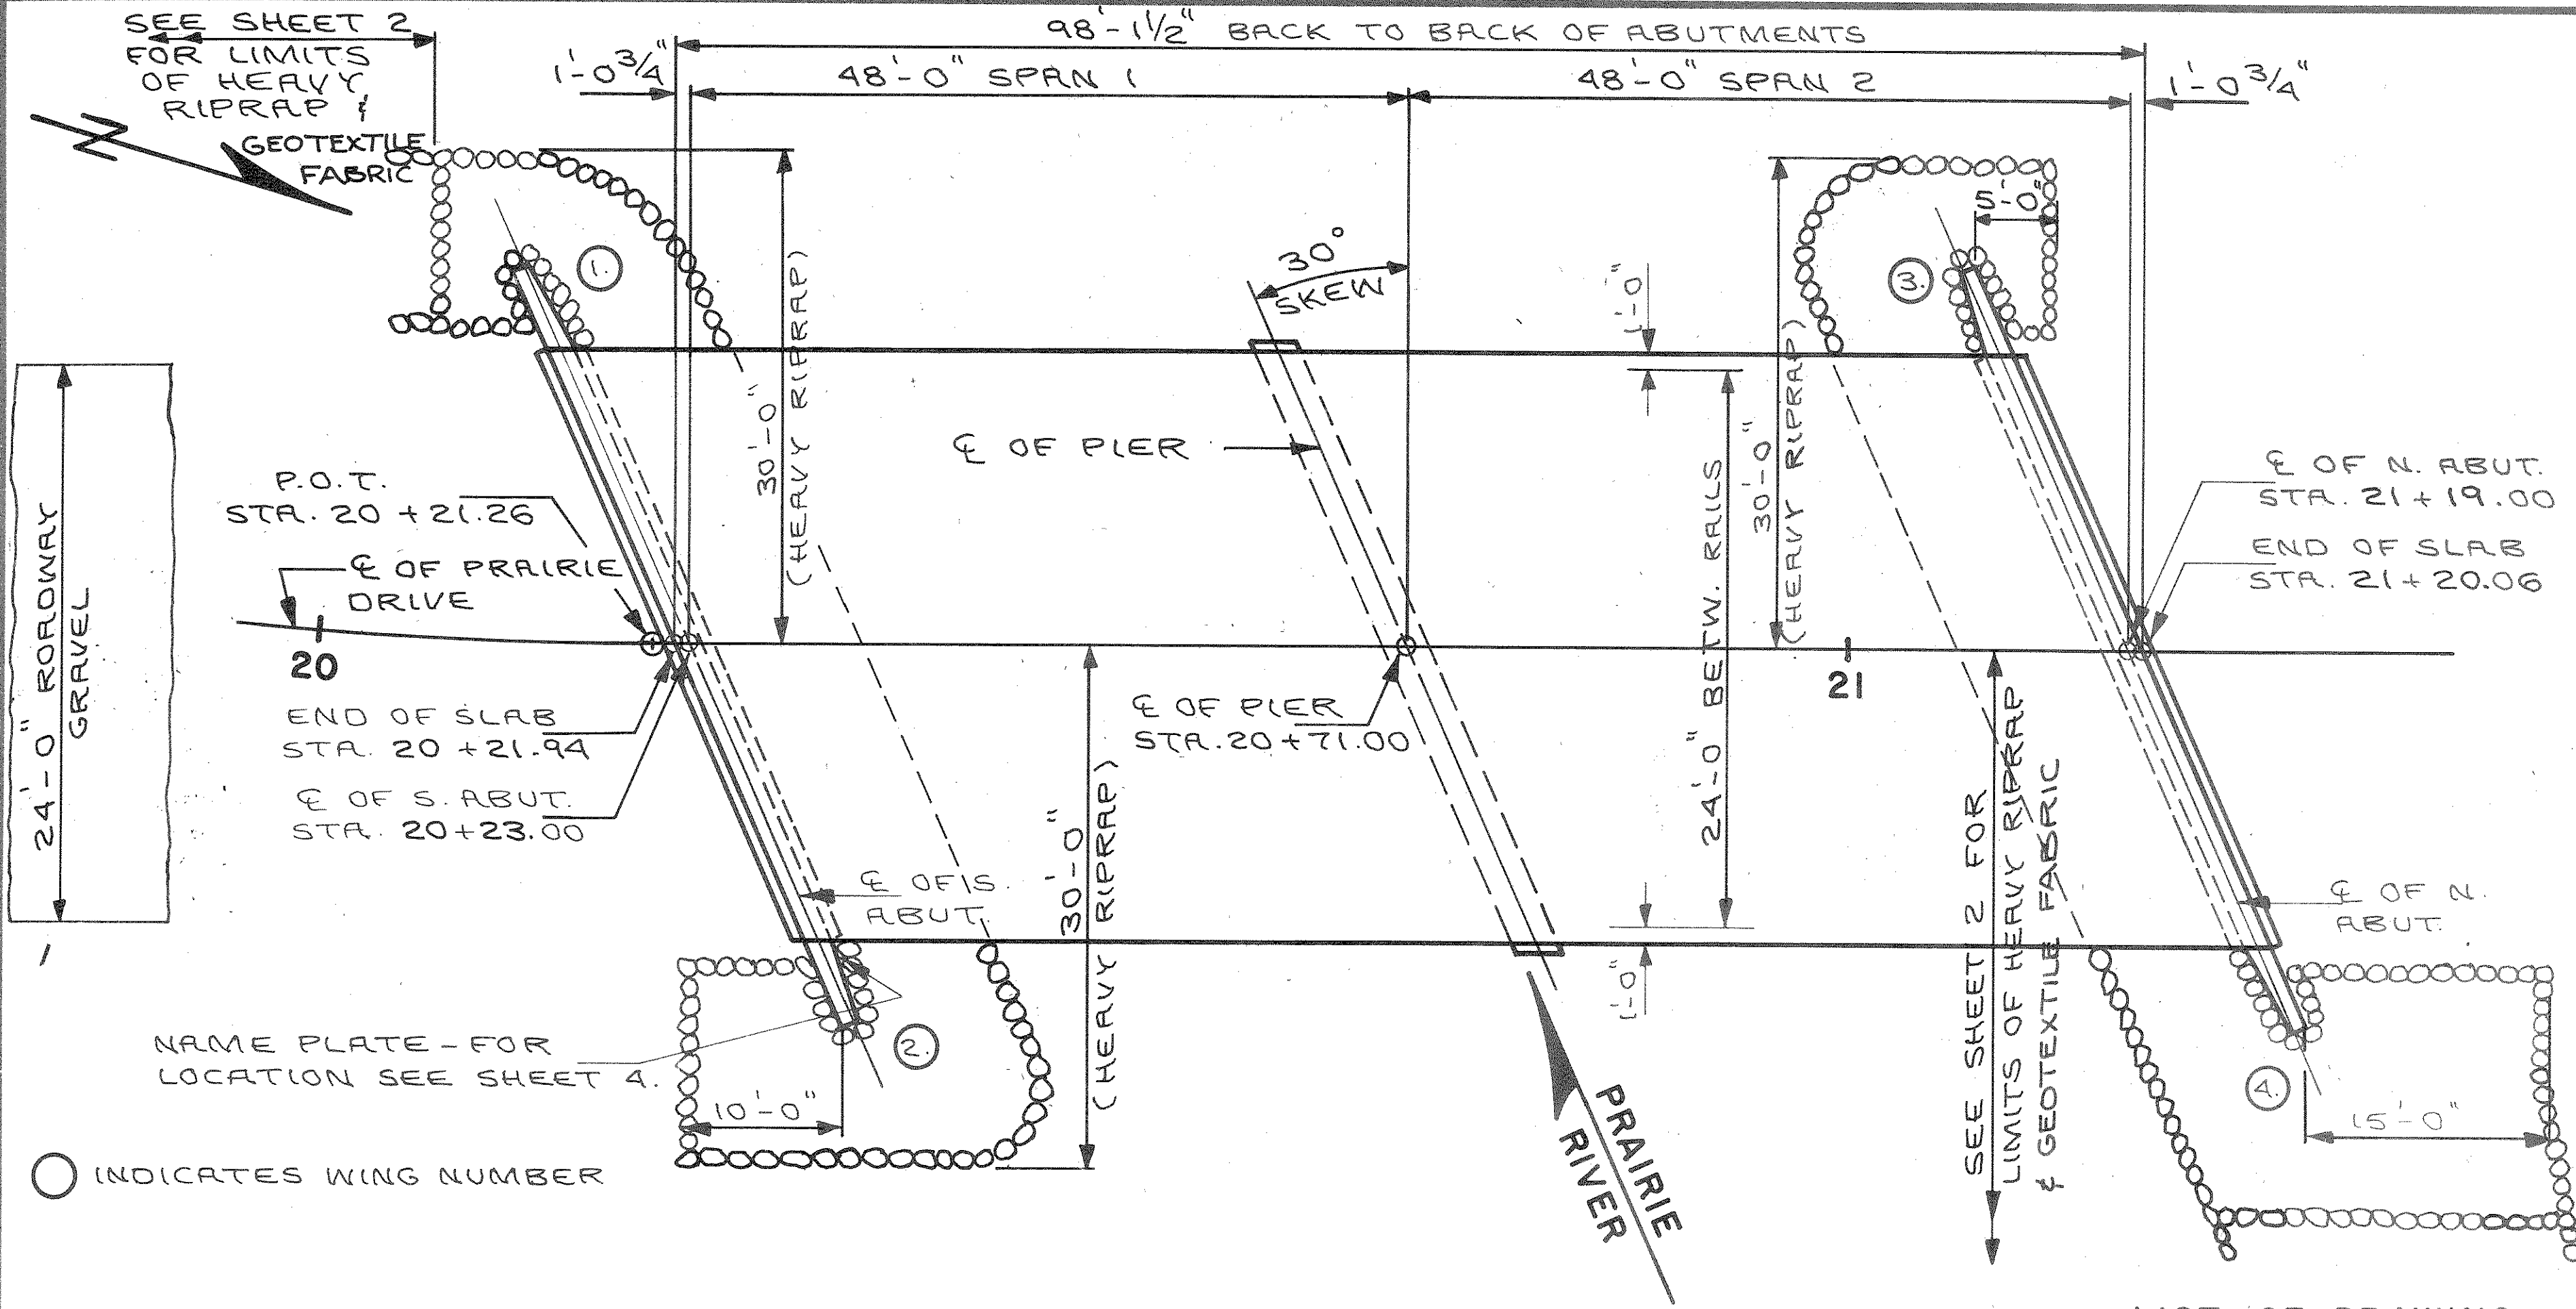 SEE SHEET 2
FOR LIMITS
OF HEAVY
RIPRAP &
GEOTEXTILE
FABRIC
98'-1 1/2" BACK TO BACK OF ABUTMENTS
1'-0 3/4"
48'-0" SPAN 1
48'-0" SPAN 2
1'-0 3/4"
1.
30'-0"
(HEAVY RIPRAP)
30°
SKEW
1'-0"
30'-0"
(HEAVY RIPRAP)
3.
5'-0"
24'-0" ROADWAY
GRAVEL
P.O.T.
STA. 20 + 21.26
℄ OF PRAIRIE
DRIVE
20
END OF SLAB
STA. 20 + 21.94
℄ OF S. ABUT.
STA. 20+23.00
℄ OF PIER
℄ OF PIER
STA. 20 + 71.00
24'-0" BETW. RAILS
21
℄ OF N. ABUT.
STA. 21 + 19.00
END OF SLAB
STA. 21 + 20.06
℄ OF S.
ABUT.
30'-0"
(HEAVY RIPRAP)
1'-0"
SEE SHEET 2 FOR
LIMITS OF HEAVY RIPRAP
& GEOTEXTILE FABRIC
℄ OF N.
ABUT.
NAME PLATE - FOR
LOCATION SEE SHEET 4.
2.
10'-0"
4.
15'-0"
PRAIRIE
RIVER
INDICATES WING NUMBER